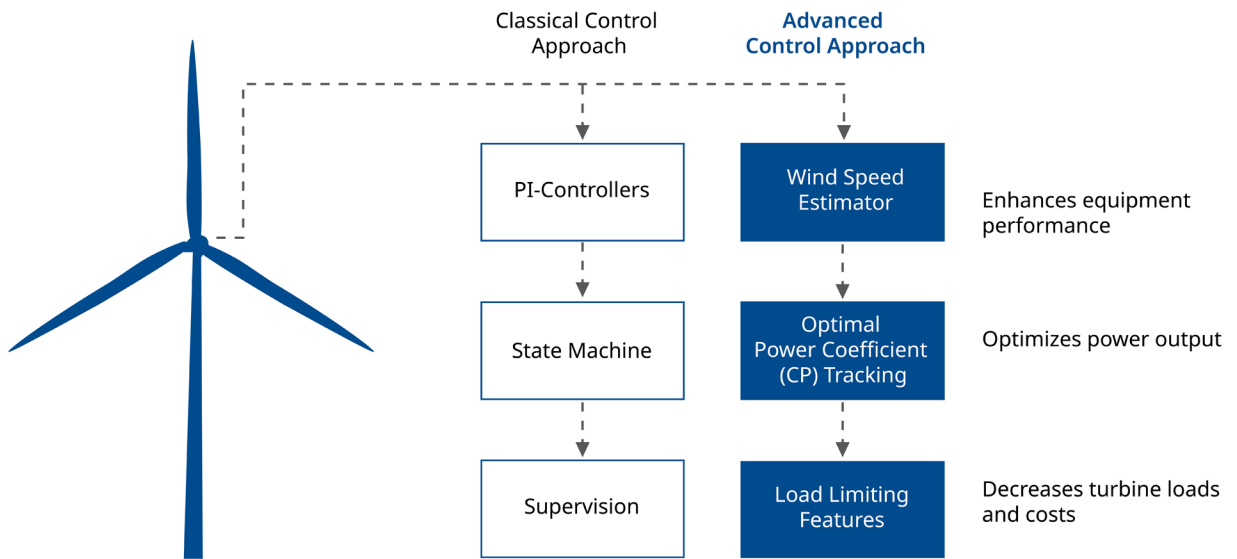 Classical Control
Approach
Advanced
Control Approach
PI-Controllers
Wind Speed
Estimator
Enhances equipment
performance
State Machine
Optimal
Power Coefficient
(CP) Tracking
Optimizes power output
Supervision
Load Limiting
Features
Decreases turbine loads
and costs